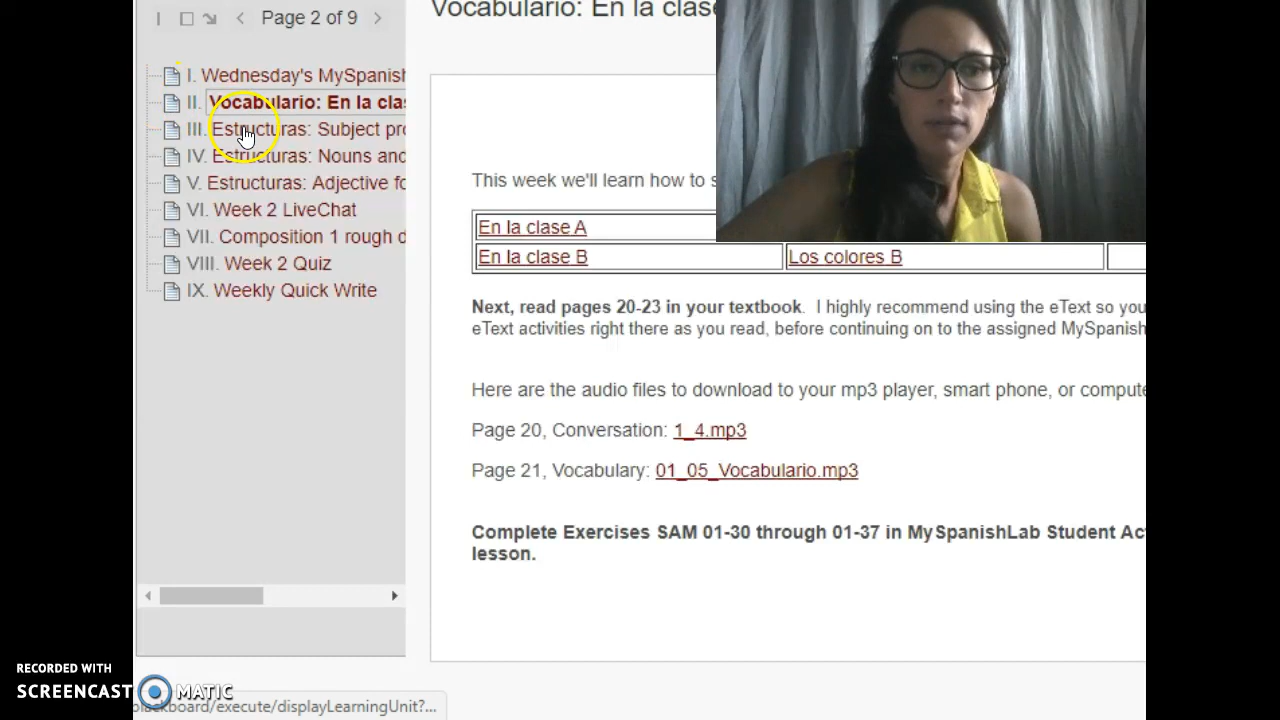 Page 2 of 9
I. Wednesday's MySpanish
II. Vocabulario: En la clas
III. Estructuras: Subject pro
IV. Estructuras: Nouns and
V. Estructuras: Adjective fo
VI. Week 2 LiveChat
VII. Composition 1 rough d
VIII. Week 2 Quiz
IX. Weekly Quick Write
Vocabulario: En la clase
This week we'll learn how to s
En la clase A
En la clase B Los colores B
Next, read pages 20-23 in your textbook. I highly recommend using the eText so you
eText activities right there as you read, before continuing on to the assigned MySpanish
Here are the audio files to download to your mp3 player, smart phone, or compute
Page 20, Conversation: 1_4.mp3
Page 21, Vocabulary: 01_05_Vocabulario.mp3
Complete Exercises SAM 01-30 through 01-37 in MySpanishLab Student Act
lesson.
RECORDED WITH
SCREENCAST MATIC
blackboard/execute/displayLearningUnit?...